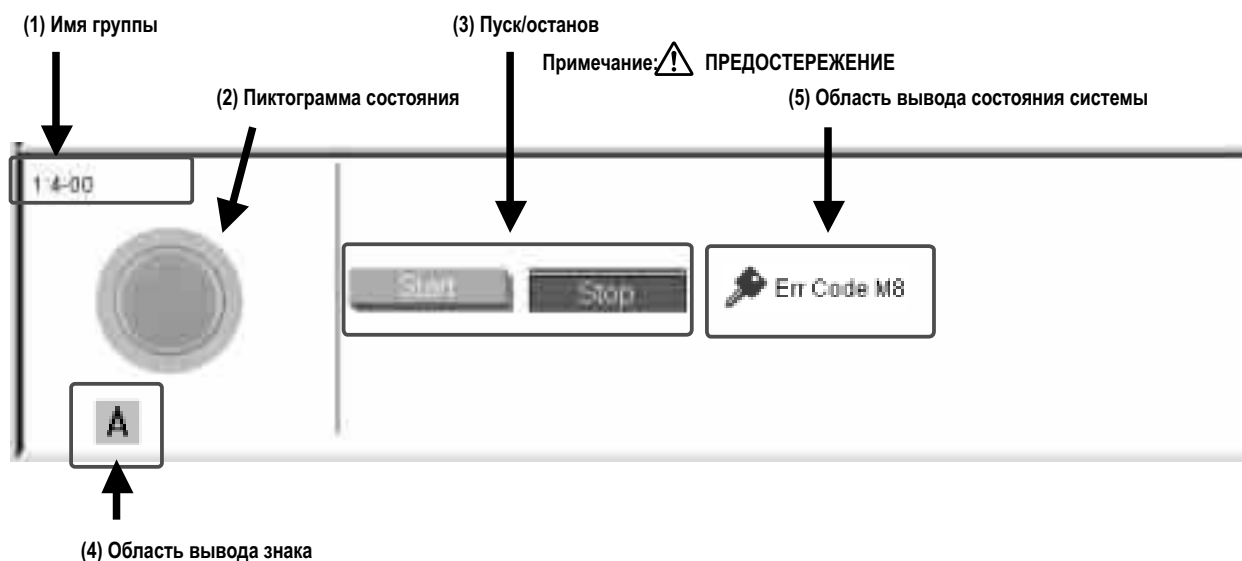 (1) Имя группы
(3) Пуск/останов
Примечание: ПРЕДОСТЕРЕЖЕНИЕ
(2) Пиктограмма состояния
(5) Область вывода состояния системы
1:4-00
Start
Stop
Err Code M8
A
(4) Область вывода знака